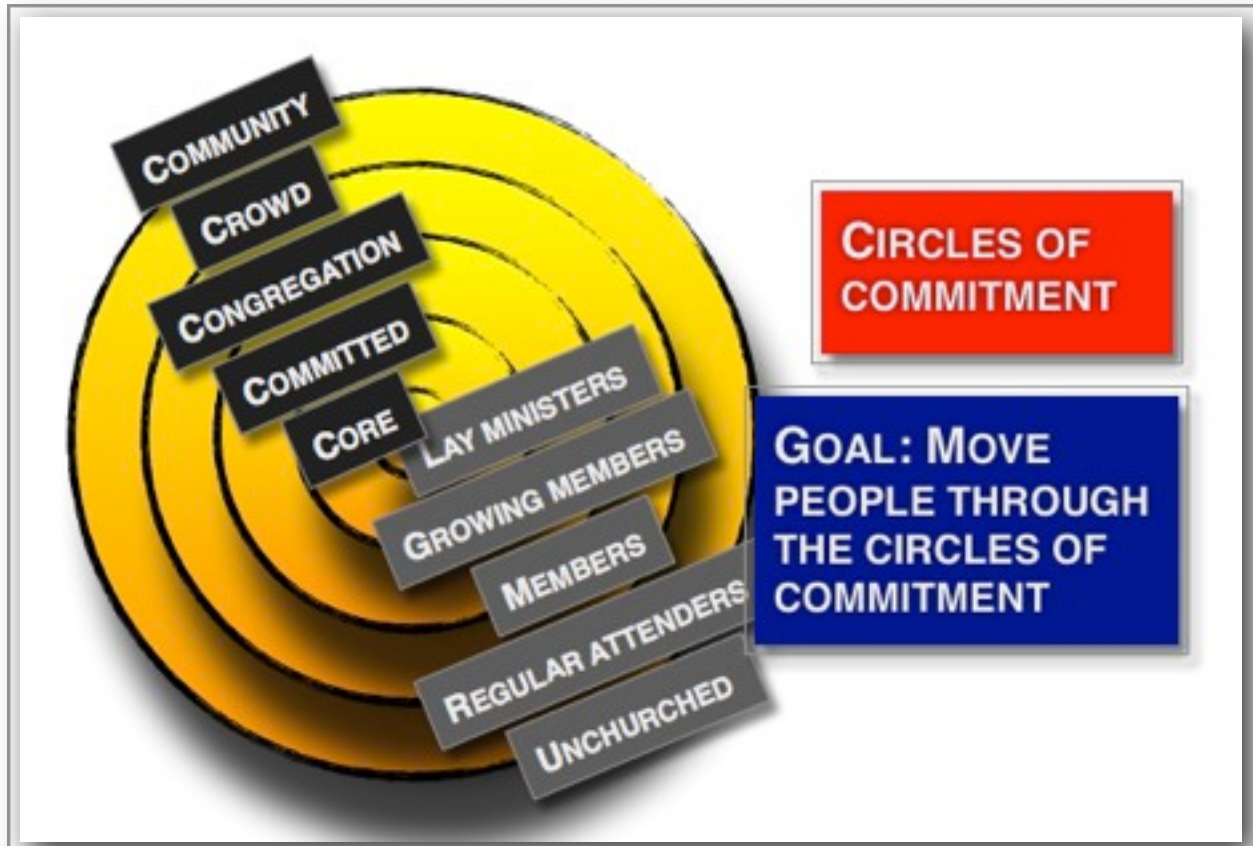 COMMUNITY
CROWD
CONGREGATION
COMMITTED
CORE
LAY MINISTERS
GROWING MEMBERS
MEMBERS
REGULAR ATTENDERS
UNCHURCHED
CIRCLES OF
COMMITMENT
GOAL: MOVE
PEOPLE THROUGH
THE CIRCLES OF
COMMITMENT